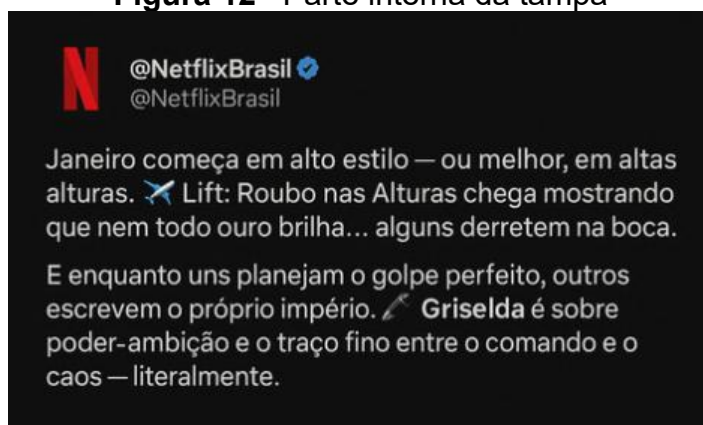 Figura 12 - Parte interna da tampa
N
@NetflixBrasil
@NetflixBrasil
Janeiro começa em alto estilo — ou melhor, em altas
alturas. ✈️ Lift: Roubo nas Alturas chega mostrando
que nem todo ouro brilha... alguns derretem na boca.
E enquanto uns planejam o golpe perfeito, outros
escrevem o próprio império. Griselda é sobre
poder-ambição e o traço fino entre o comando e o
caos — literalmente.